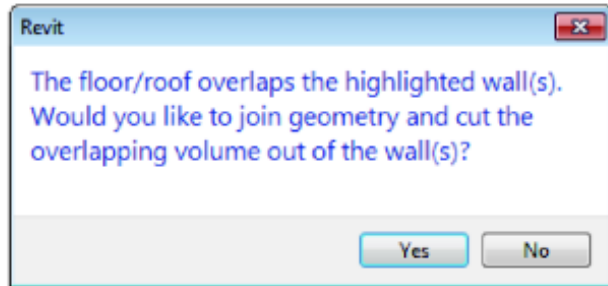 Revit
The floor/roof overlaps the highlighted wall(s).
Would you like to join geometry and cut the
overlapping volume out of the wall(s)?
Yes No